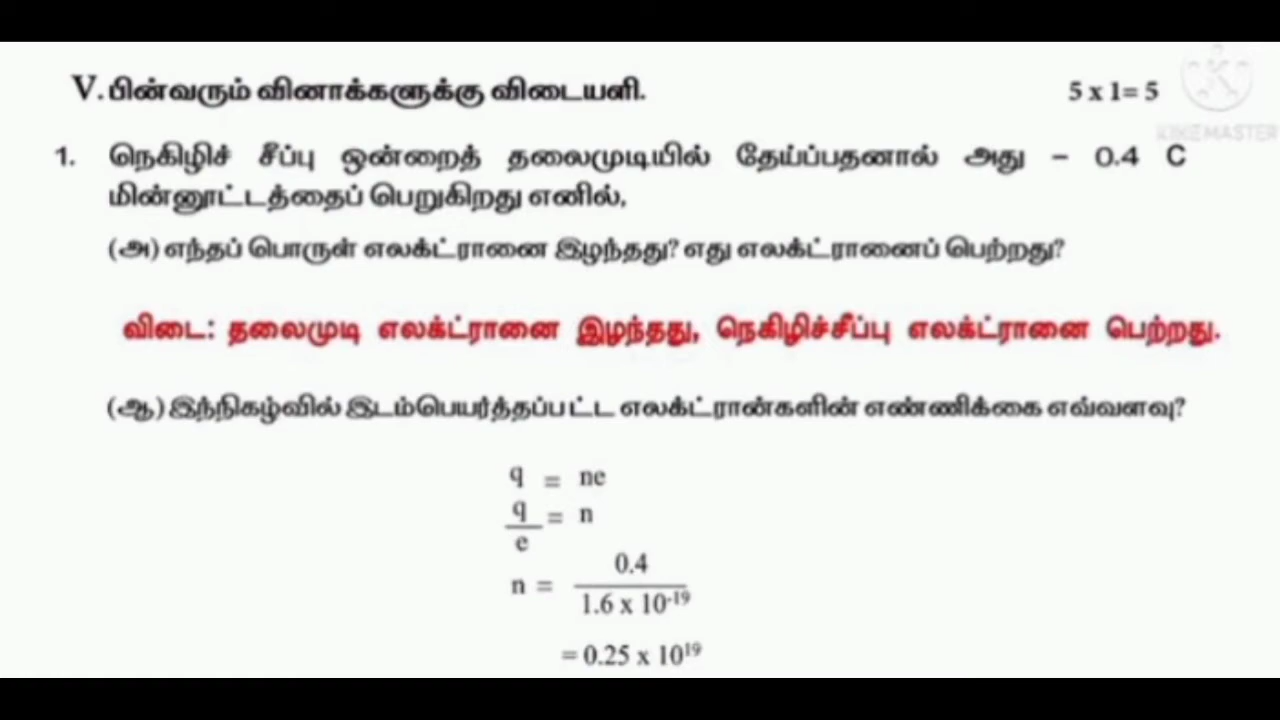 V. பின்வரும் வினாக்களுக்கு விடையளி. 5 x 1= 5
KINEMASTER
1. நெகிழிச் சீப்பு ஒன்றைத் தலைமுடியில் தேய்ப்பதனால் அது – 0.4 C
மின்னூட்டத்தைப் பெறுகிறது எனில்,
(அ) எந்தப் பொருள் எலக்ட்ரானை இழந்தது? எது எலக்ட்ரானைப் பெற்றது?
விடை: தலைமுடி எலக்ட்ரானை இழந்தது, நெகிழிச்சீப்பு எலக்ட்ரானை பெற்றது.
(ஆ) இந்நிகழ்வில் இடம்பெயர்த்தப்பட்ட எலக்ட்ரான்களின் எண்ணிக்கை எவ்வளவு?
q = ne
q/e = n
n = 0.4 / 1.6 x 10⁻¹⁹
= 0.25 x 10¹⁹